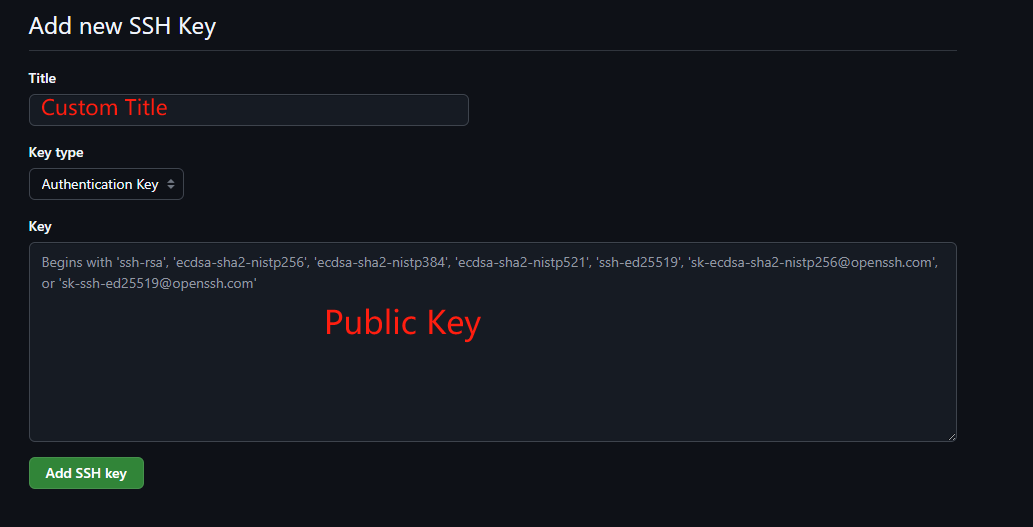 Add new SSH Key
Title
Custom Title
Key type
Authentication Key
Key
Begins with 'ssh-rsa', 'ecdsa-sha2-nistp256', 'ecdsa-sha2-nistp384', 'ecdsa-sha2-nistp521', 'ssh-ed25519', 'sk-ecdsa-sha2-nistp256@openssh.com',
or 'sk-ssh-ed25519@openssh.com'
Public Key
Add SSH key